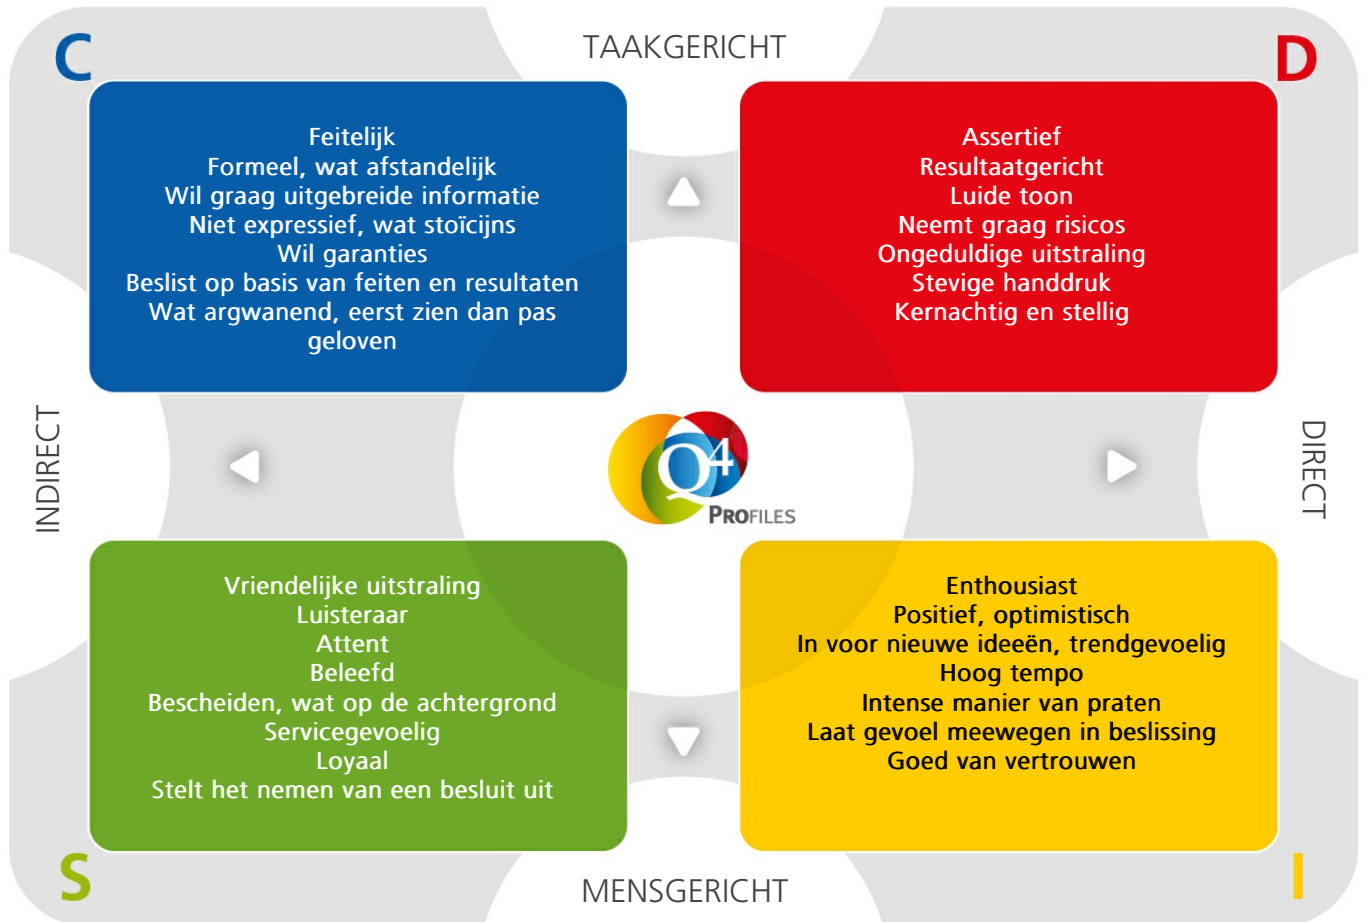 C
TAAKGERICHT
D
Feitelijk
Formeel, wat afstandelijk
Wil graag uitgebreide informatie
Niet expressief, wat stoïcijns
Wil garanties
Beslist op basis van feiten en resultaten
Wat argwanend, eerst zien dan pas
geloven
Assertief
Resultaatgericht
Luide toon
Neemt graag risicos
Ongeduldige uitstraling
Stevige handdruk
Kernachtig en stellig
INDIRECT
Q4
PROFILES
DIRECT
Vriendelijke uitstraling
Luisteraar
Attent
Beleefd
Bescheiden, wat op de achtergrond
Servicegevoelig
Loyaal
Stelt het nemen van een besluit uit
Enthousiast
Positief, optimistisch
In voor nieuwe ideeën, trendgevoelig
Hoog tempo
Intense manier van praten
Laat gevoel meewegen in beslissing
Goed van vertrouwen
S
MENSGERICHT
I